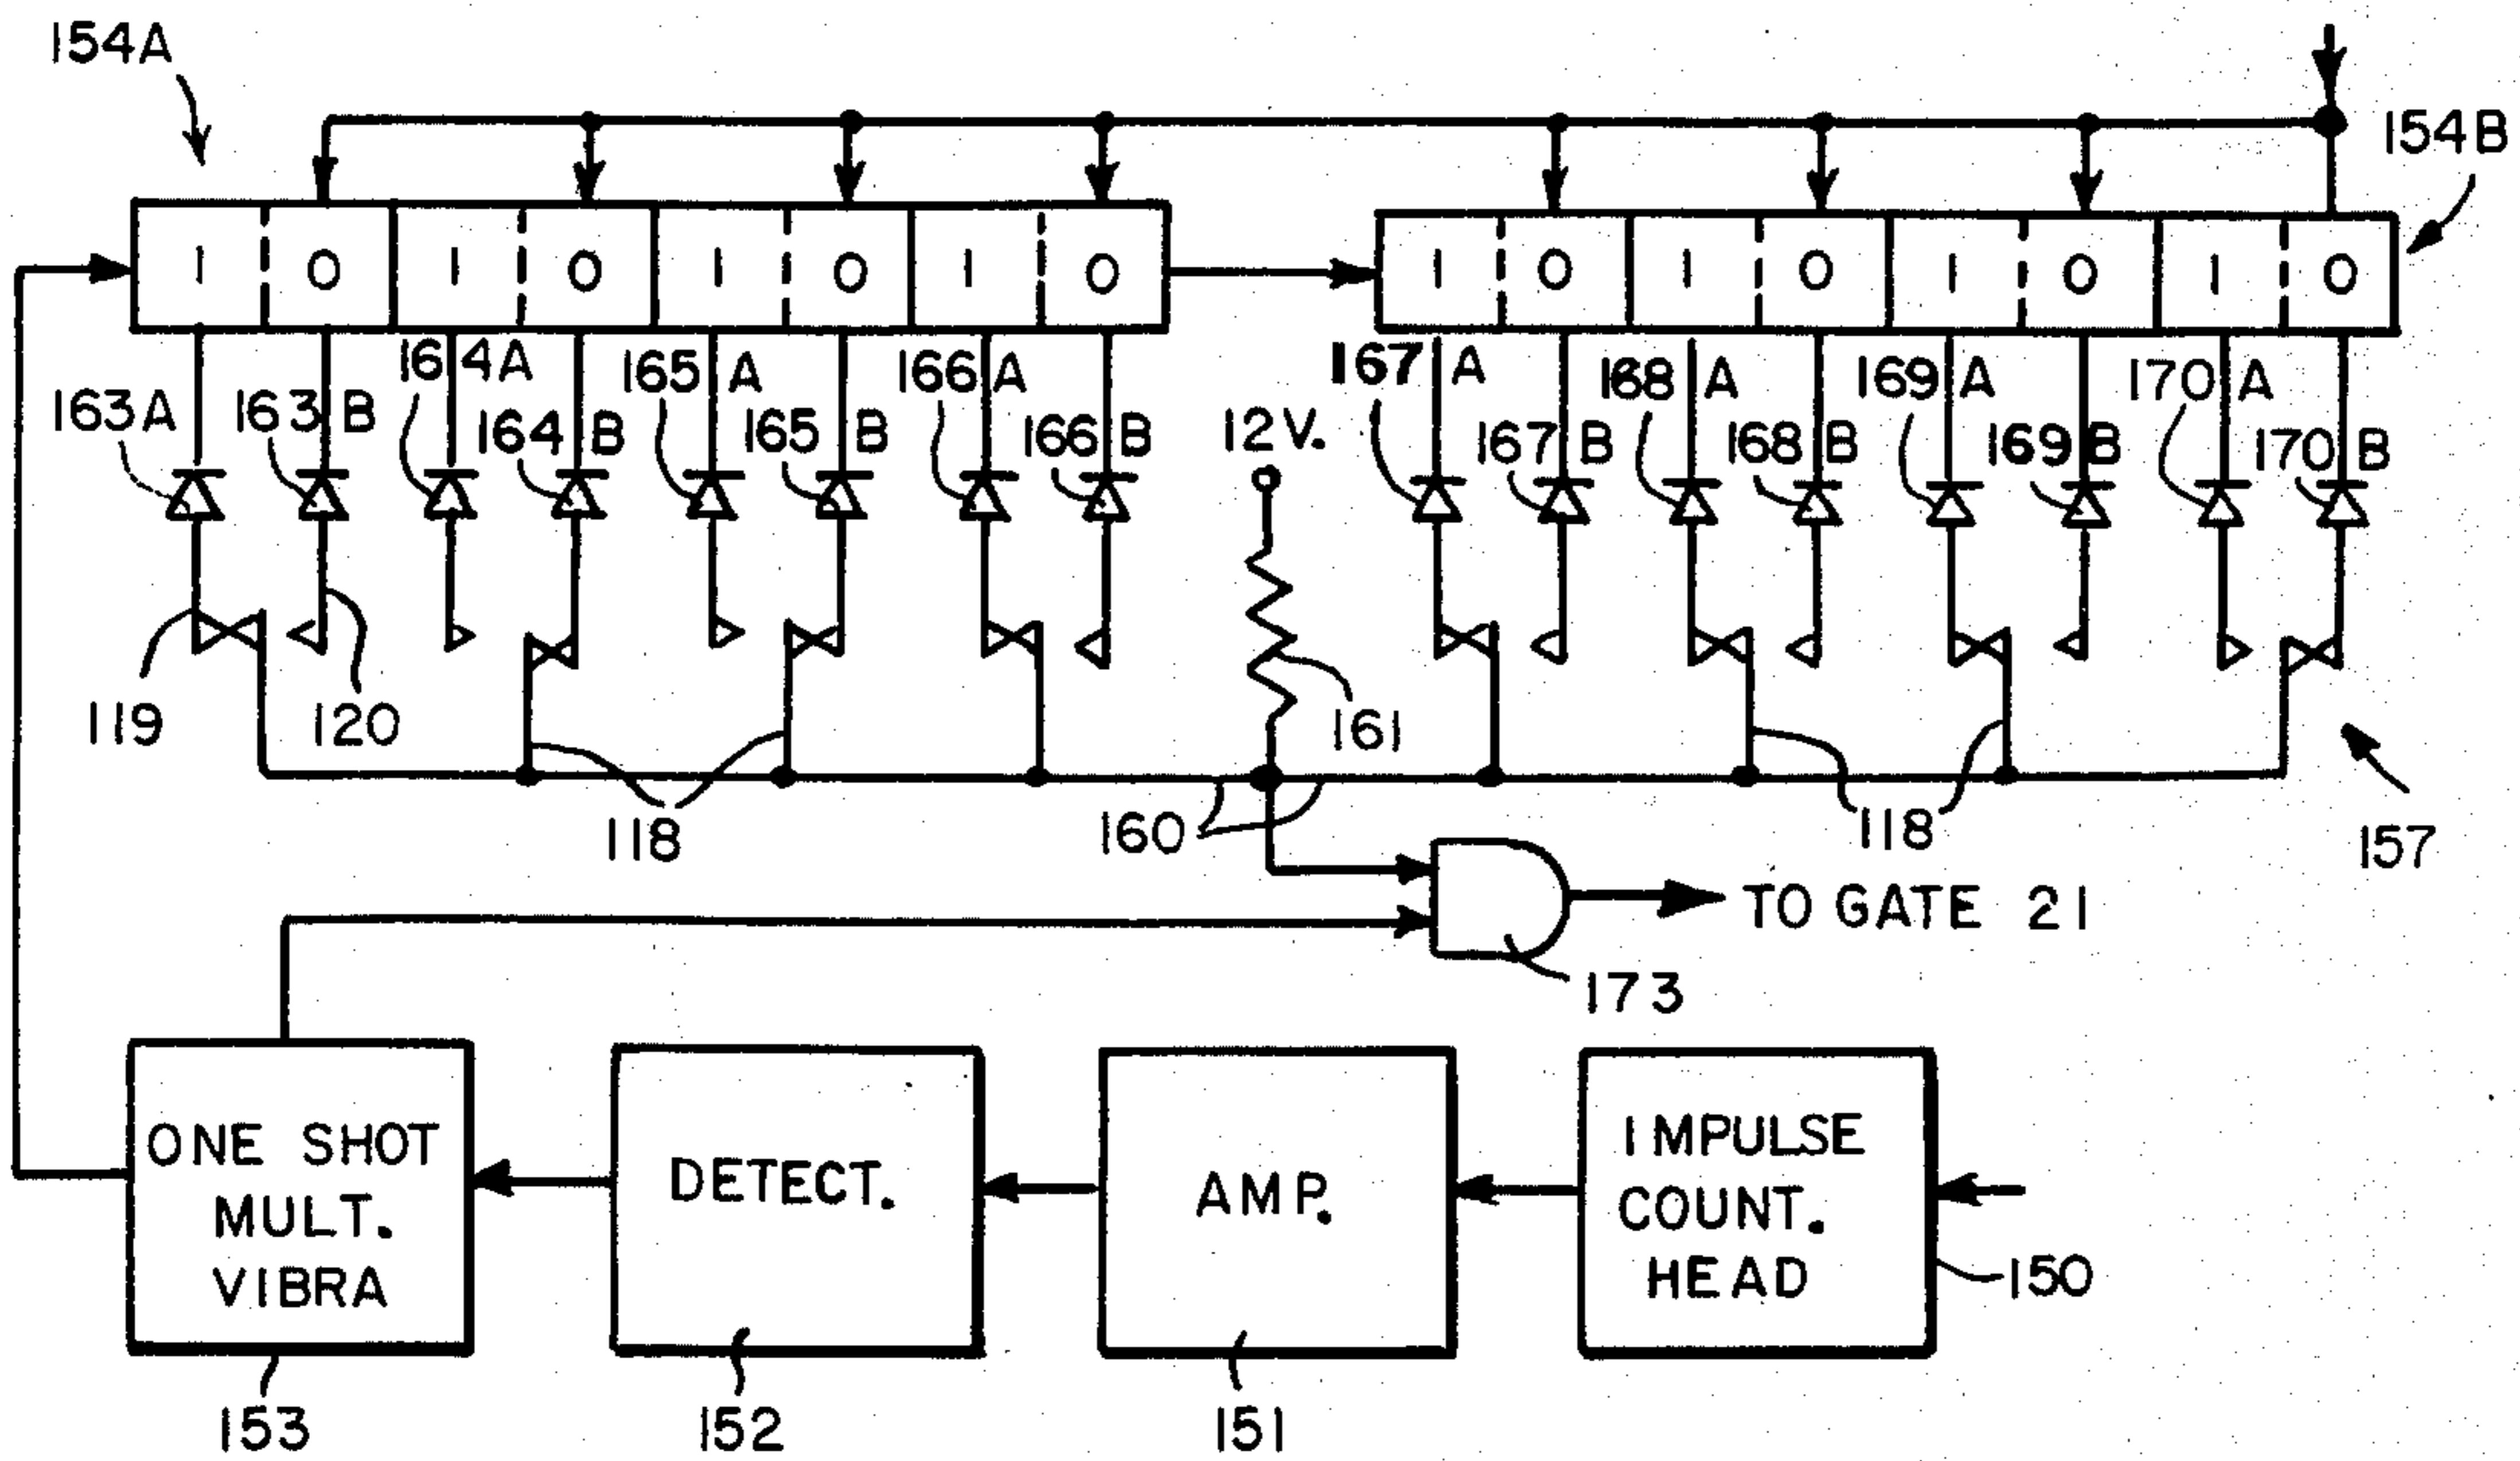 154A
154B
1 0 1 0 1 0 1 0
1 0 1 0 1 0 1 0
163A
163B
164A
164B
165A
165B
166A
166B
12V.
167A
167B
168A
168B
169A
169B
170A
170B
119
120
118
161
160
118
157
TO GATE 21
173
ONE SHOT
MULT.
VIBRA
DETECT.
AMP.
IMPULSE
COUNT.
HEAD
150
153
152
151